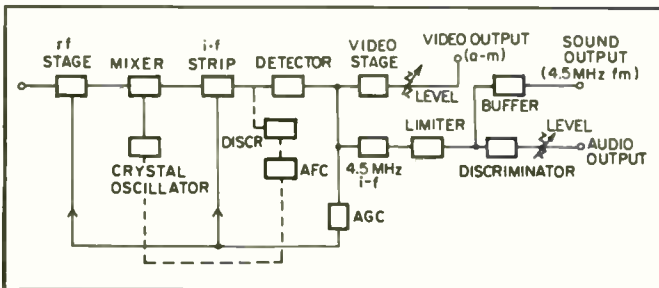 rf STAGE
MIXER
i-f STRIP
DETECTOR
VIDEO STAGE
VIDEO OUTPUT (a-m)
SOUND OUTPUT (4.5MHz fm)
LEVEL
BUFFER
DISCR
LIMITER
LEVEL
CRYSTAL OSCILLATOR
AFC
4.5 MHz i-f
DISCRIMINATOR
AUDIO OUTPUT
AGC